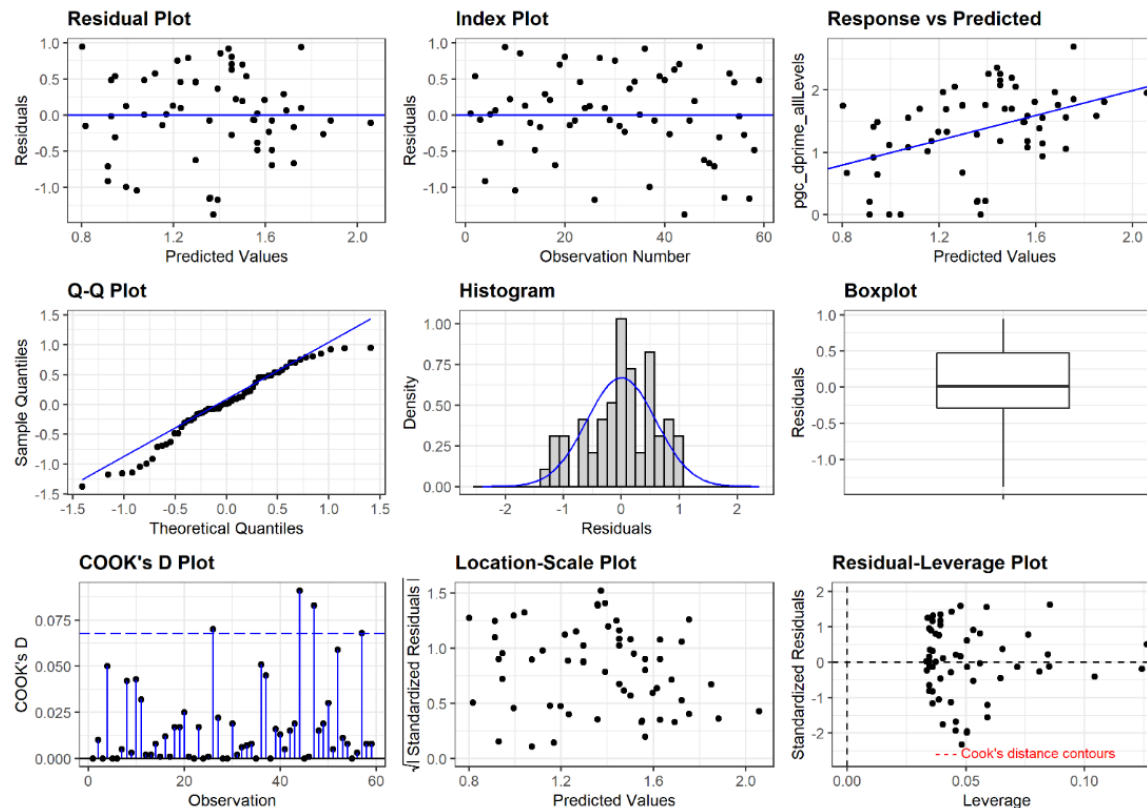 Residual Plot
Residuals
1.0
0.5
0.0
-0.5
-1.0
0.8
1.2
1.6
2.0
Predicted Values
Index Plot
Residuals
1.0
0.5
0.0
-0.5
-1.0
0
20
40
60
Observation Number
Response vs Predicted
pgc_dprime_allLevels
2
1
0
0.8
1.2
1.6
2.0
Predicted Values
Q-Q Plot
Sample Quantiles
1.5
1.0
0.5
0.0
-0.5
-1.0
-1.5
-1.5
-1.0
-0.5
0.0
0.5
1.0
1.5
Theoretical Quantiles
Histogram
Density
1.00
0.75
0.50
0.25
0.00
-2
-1
0
1
2
Residuals
Boxplot
Residuals
1.0
0.5
0.0
-0.5
-1.0
COOK's D Plot
COOK's D
0.075
0.050
0.025
0.000
0
20
40
60
Observation
Location-Scale Plot
√| Standardized Residuals |
1.5
1.0
0.5
0.0
0.8
1.2
1.6
2.0
Predicted Values
Residual-Leverage Plot
Standardized Residuals
2
1
0
-1
-2
Cook's distance contours
0.00
0.05
0.10
Leverage